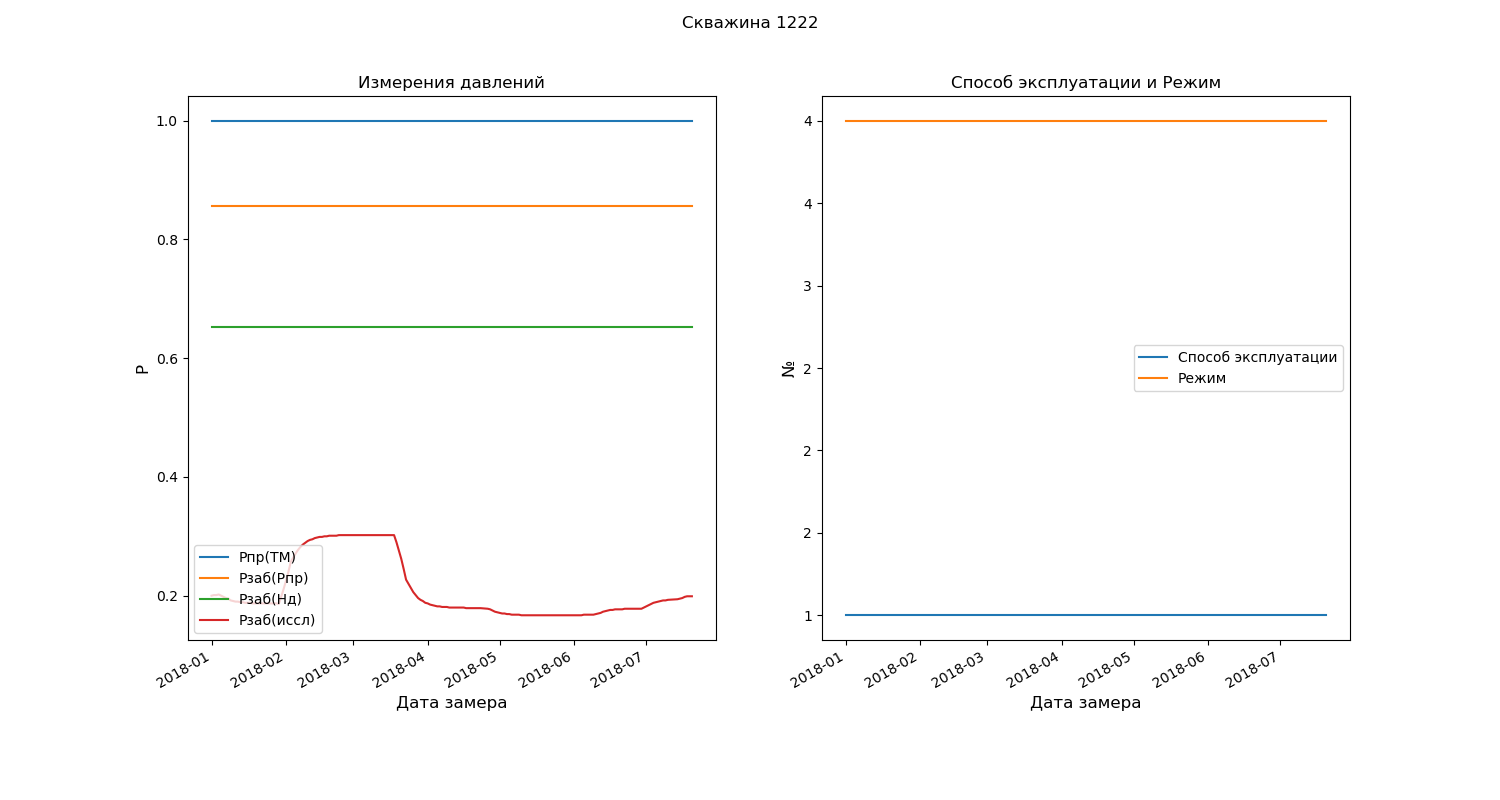 Скважина 1222
Измерения давлений
1.0
0.8
0.6
0.4
0.2
P
Pпр(ТМ)
Pзаб(Pпр)
Pзаб(Нд)
Pзаб(иссл)
2018-01
2018-02
2018-03
2018-04
2018-05
2018-06
2018-07
Дата замера
Способ эксплуатации и Режим
4
4
3
2
2
2
1
№
Способ эксплуатации
Режим
2018-01
2018-02
2018-03
2018-04
2018-05
2018-06
2018-07
Дата замера